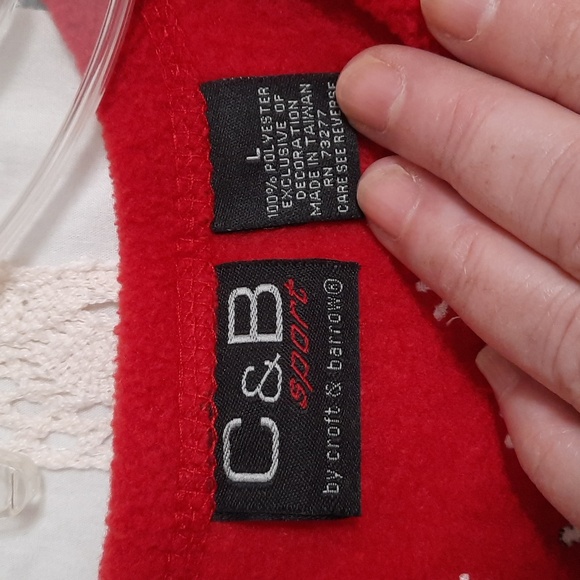 L
100% POLYESTER
EXCLUSIVE OF
DECORATION
MADE IN TAIWAN
RN 73277
CARE SEE REVERSE
C&B
sport
by croft & barrow®